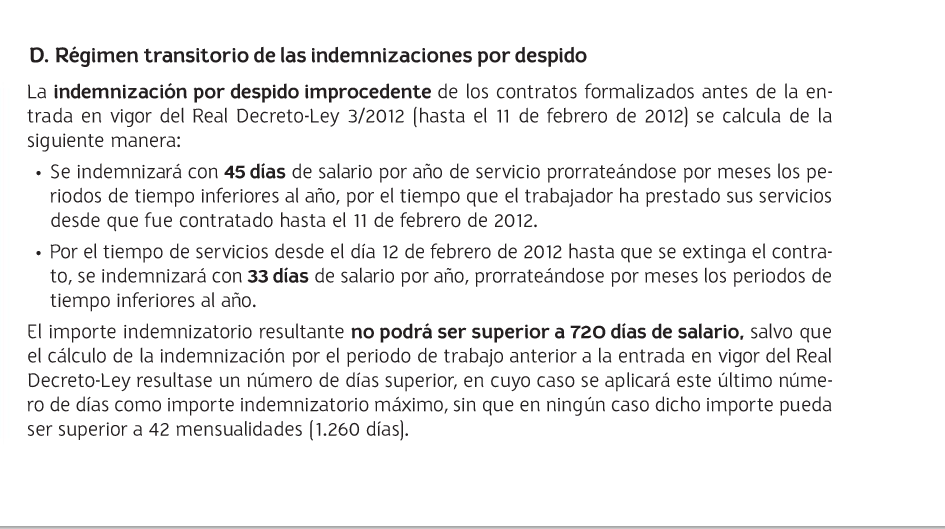 D. Régimen transitorio de las indemnizaciones por despido
La indemnización por despido improcedente de los contratos formalizados antes de la en-
trada en vigor del Real Decreto-Ley 3/2012 (hasta el 11 de febrero de 2012) se calcula de la
siguiente manera:
• Se indemnizará con 45 días de salario por año de servicio prorrateándose por meses los pe-
riodos de tiempo inferiores al año, por el tiempo que el trabajador ha prestado sus servicios
desde que fue contratado hasta el 11 de febrero de 2012.
• Por el tiempo de servicios desde el día 12 de febrero de 2012 hasta que se extinga el contra-
to, se indemnizará con 33 días de salario por año, prorrateándose por meses los periodos de
tiempo inferiores al año.
El importe indemnizatorio resultante no podrá ser superior a 720 días de salario, salvo que
el cálculo de la indemnización por el periodo de trabajo anterior a la entrada en vigor del Real
Decreto-Ley resultase un número de días superior, en cuyo caso se aplicará este último núme-
ro de días como importe indemnizatorio máximo, sin que en ningún caso dicho importe pueda
ser superior a 42 mensualidades (1.260 días).